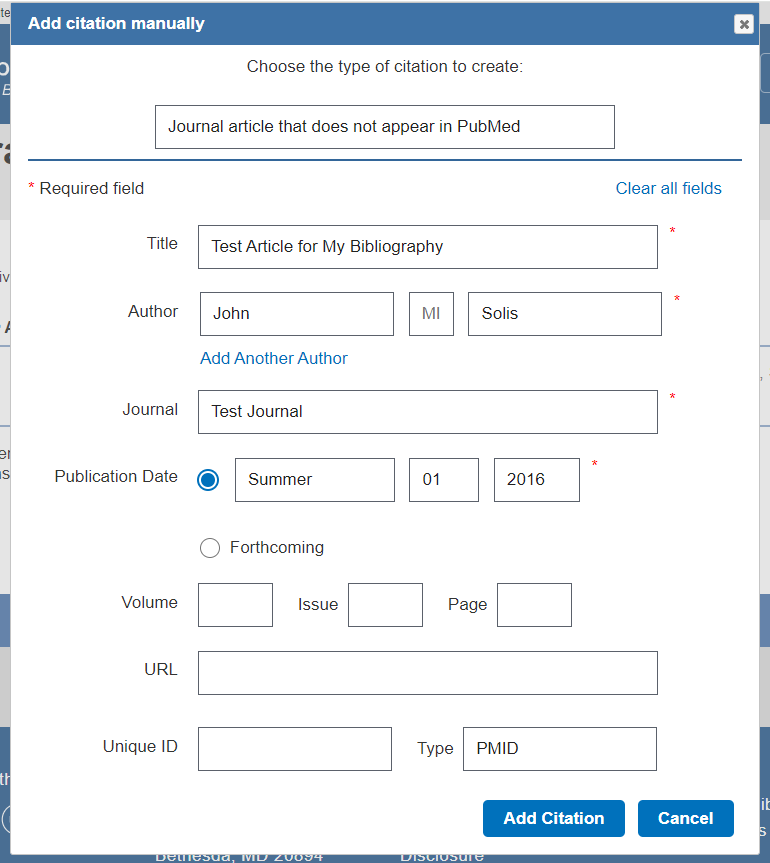 Add citation manually
Choose the type of citation to create:
Journal article that does not appear in PubMed
* Required field Clear all fields
Title Test Article for My Bibliography *
Author John MI Solis *
Add Another Author
Journal Test Journal *
Publication Date Summer 01 2016 *
Forthcoming
Volume Issue Page
URL
Unique ID Type PMID
Add Citation Cancel
Bethesda, MD 20894 Disclosure